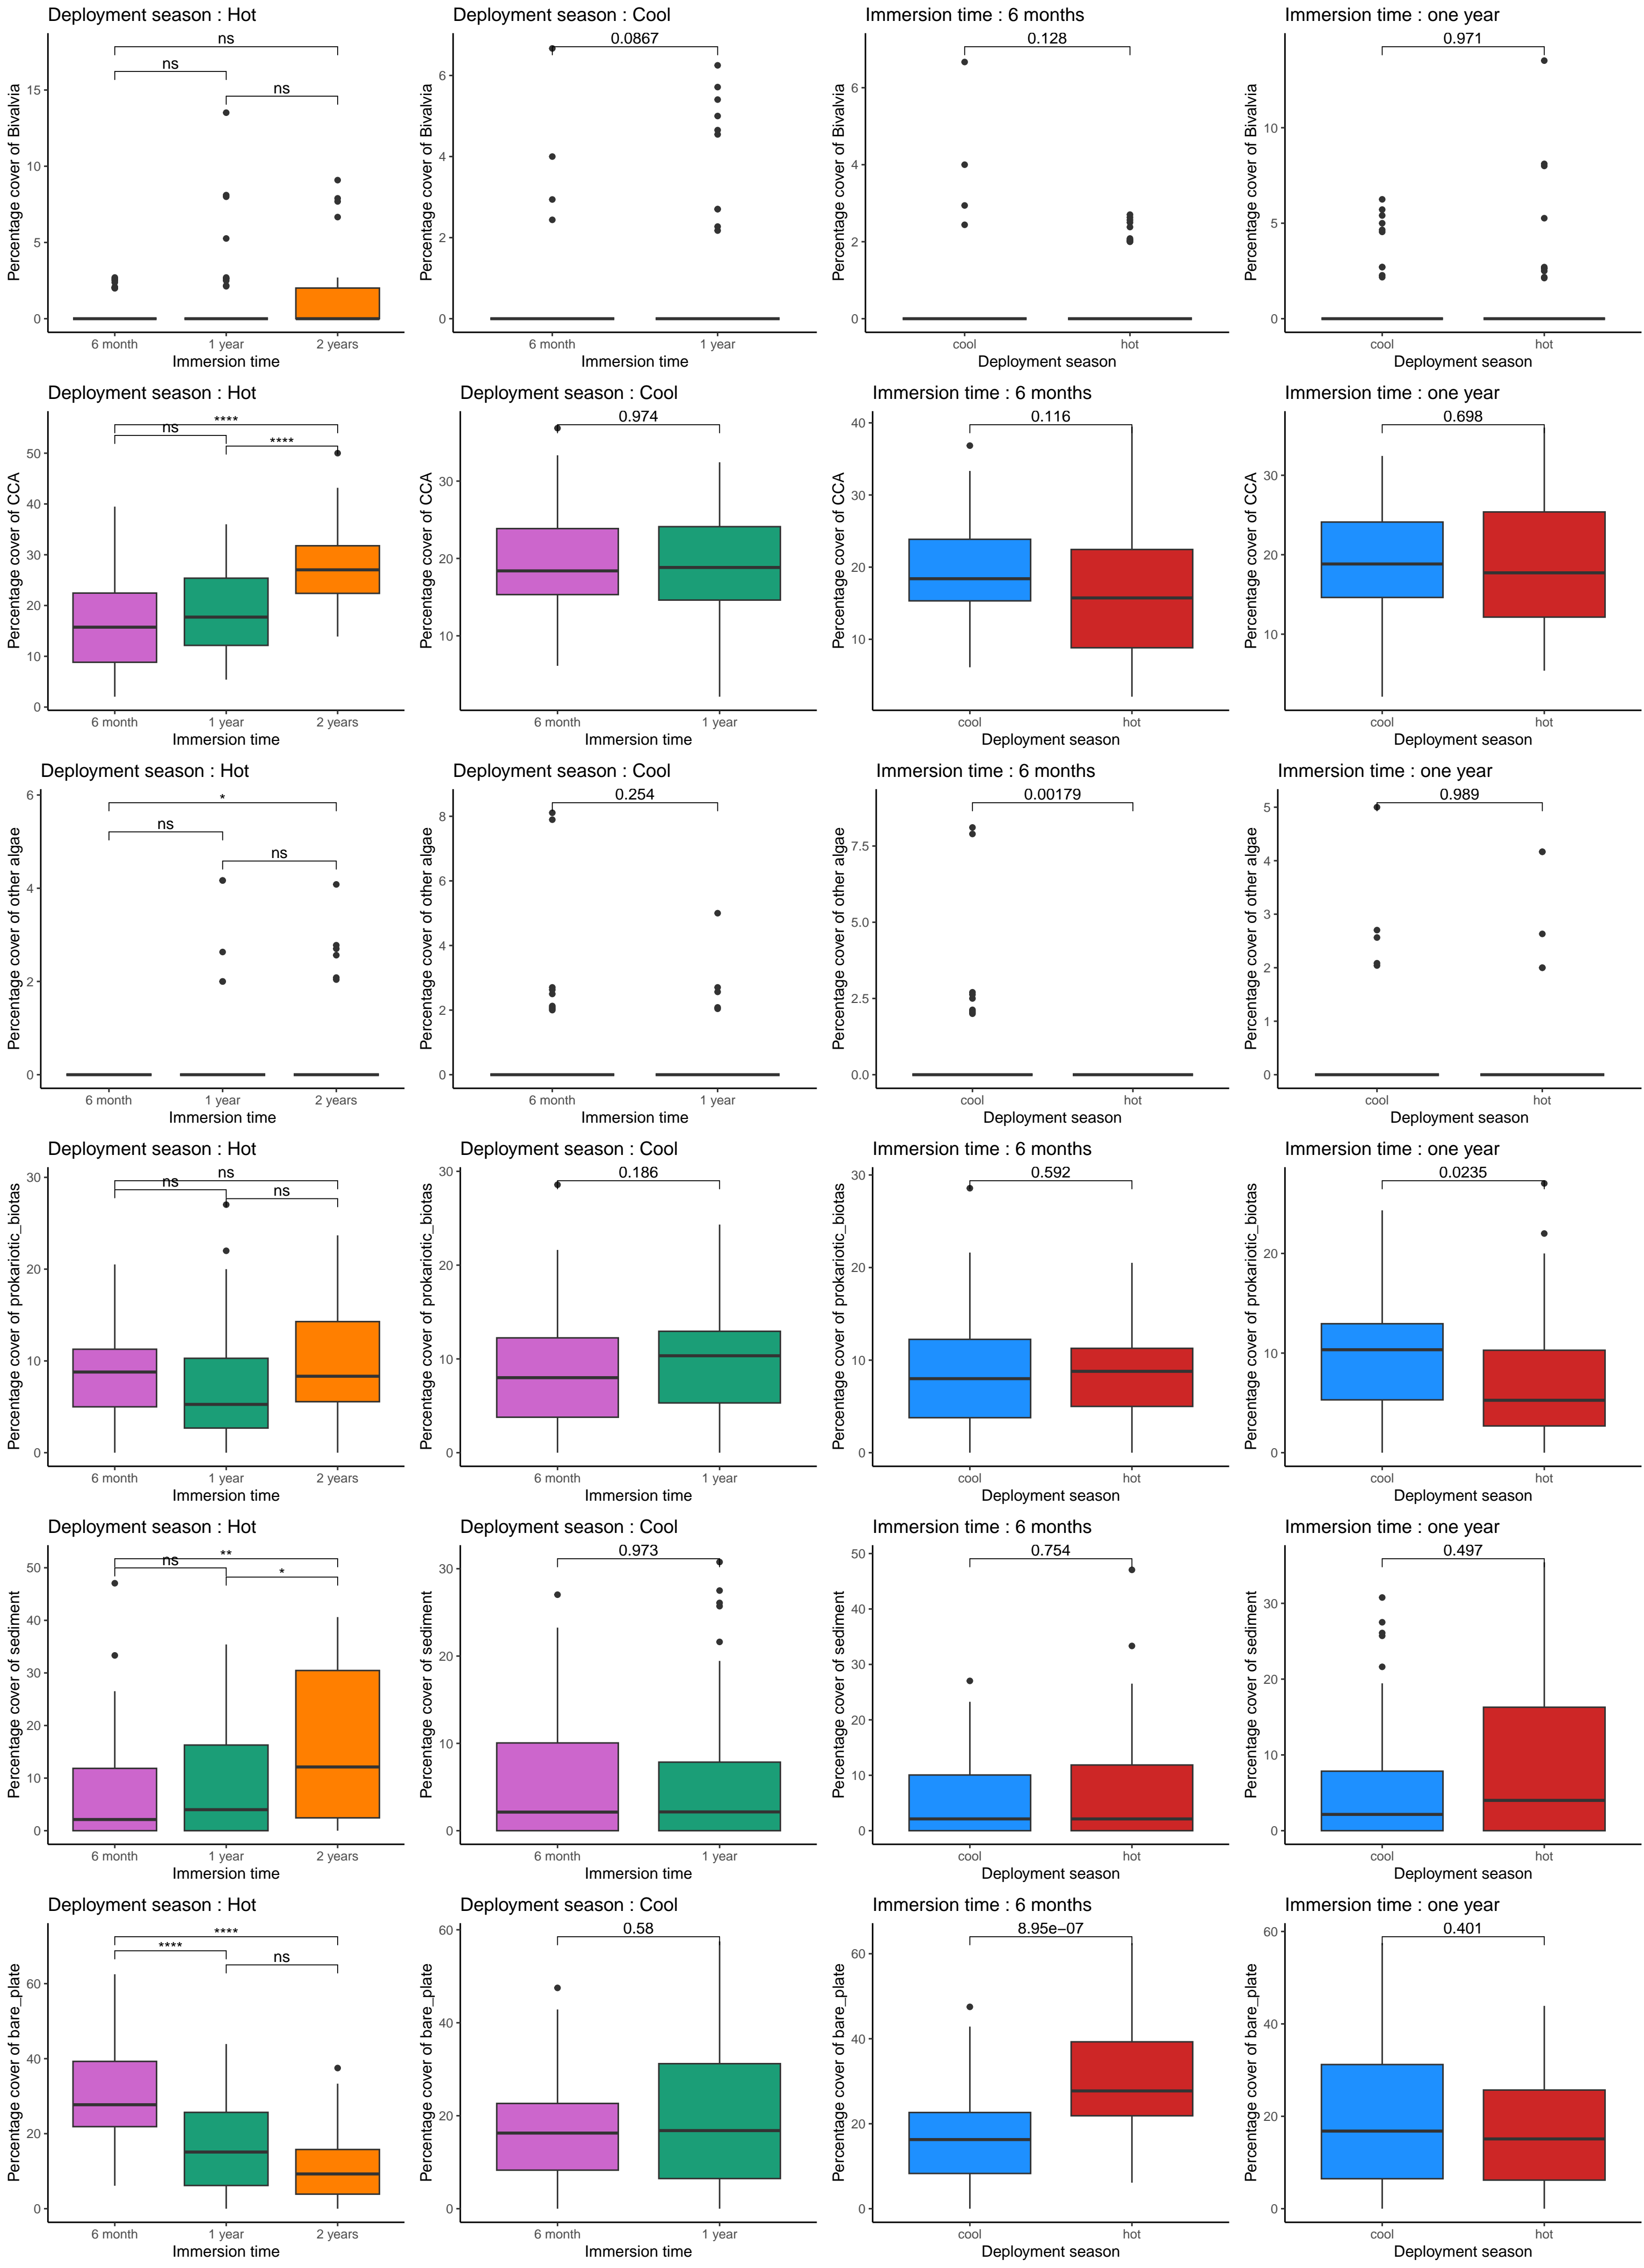 Deployment season : Hot
ns
ns
ns
Percentage cover of Bivalvia
15
10
5
0
6 month 1 year 2 years
Immersion time
Deployment season : Cool
0.0867
Percentage cover of Bivalvia
6
4
2
0
6 month 1 year
Immersion time
Immersion time : 6 months
0.128
Percentage cover of Bivalvia
6
4
2
0
cool hot
Deployment season
Immersion time : one year
0.971
Percentage cover of Bivalvia
10
5
0
cool hot
Deployment season
Deployment season : Hot
****
ns
****
Percentage cover of CCA
50
40
30
20
10
0
6 month 1 year 2 years
Immersion time
Deployment season : Cool
0.974
Percentage cover of CCA
30
20
10
6 month 1 year
Immersion time
Immersion time : 6 months
0.116
Percentage cover of CCA
40
30
20
10
cool hot
Deployment season
Immersion time : one year
0.698
Percentage cover of CCA
30
20
10
cool hot
Deployment season
Deployment season : Hot
*
ns
ns
Percentage cover of other algae
6
4
2
0
6 month 1 year 2 years
Immersion time
Deployment season : Cool
0.254
Percentage cover of other algae
8
6
4
2
0
6 month 1 year
Immersion time
Immersion time : 6 months
0.00179
Percentage cover of other algae
7.5
5.0
2.5
0.0
cool hot
Deployment season
Immersion time : one year
0.989
Percentage cover of other algae
5
4
3
2
1
0
cool hot
Deployment season
Deployment season : Hot
ns
ns
ns
Percentage cover of prokariotic_biotas
30
20
10
0
6 month 1 year 2 years
Immersion time
Deployment season : Cool
0.186
Percentage cover of prokariotic_biotas
30
20
10
0
6 month 1 year
Immersion time
Immersion time : 6 months
0.592
Percentage cover of prokariotic_biotas
30
20
10
0
cool hot
Deployment season
Immersion time : one year
0.0235
Percentage cover of prokariotic_biotas
20
10
0
cool hot
Deployment season
Deployment season : Hot
**
ns
*
Percentage cover of sediment
50
40
30
20
10
0
6 month 1 year 2 years
Immersion time
Deployment season : Cool
0.973
Percentage cover of sediment
30
20
10
0
6 month 1 year
Immersion time
Immersion time : 6 months
0.754
Percentage cover of sediment
50
40
30
20
10
0
cool hot
Deployment season
Immersion time : one year
0.497
Percentage cover of sediment
30
20
10
0
cool hot
Deployment season
Deployment season : Hot
****
****
ns
Percentage cover of bare_plate
60
40
20
0
6 month 1 year 2 years
Immersion time
Deployment season : Cool
0.58
Percentage cover of bare_plate
60
40
20
0
6 month 1 year
Immersion time
Immersion time : 6 months
8.95e−07
Percentage cover of bare_plate
60
40
20
0
cool hot
Deployment season
Immersion time : one year
0.401
Percentage cover of bare_plate
60
40
20
0
cool hot
Deployment season